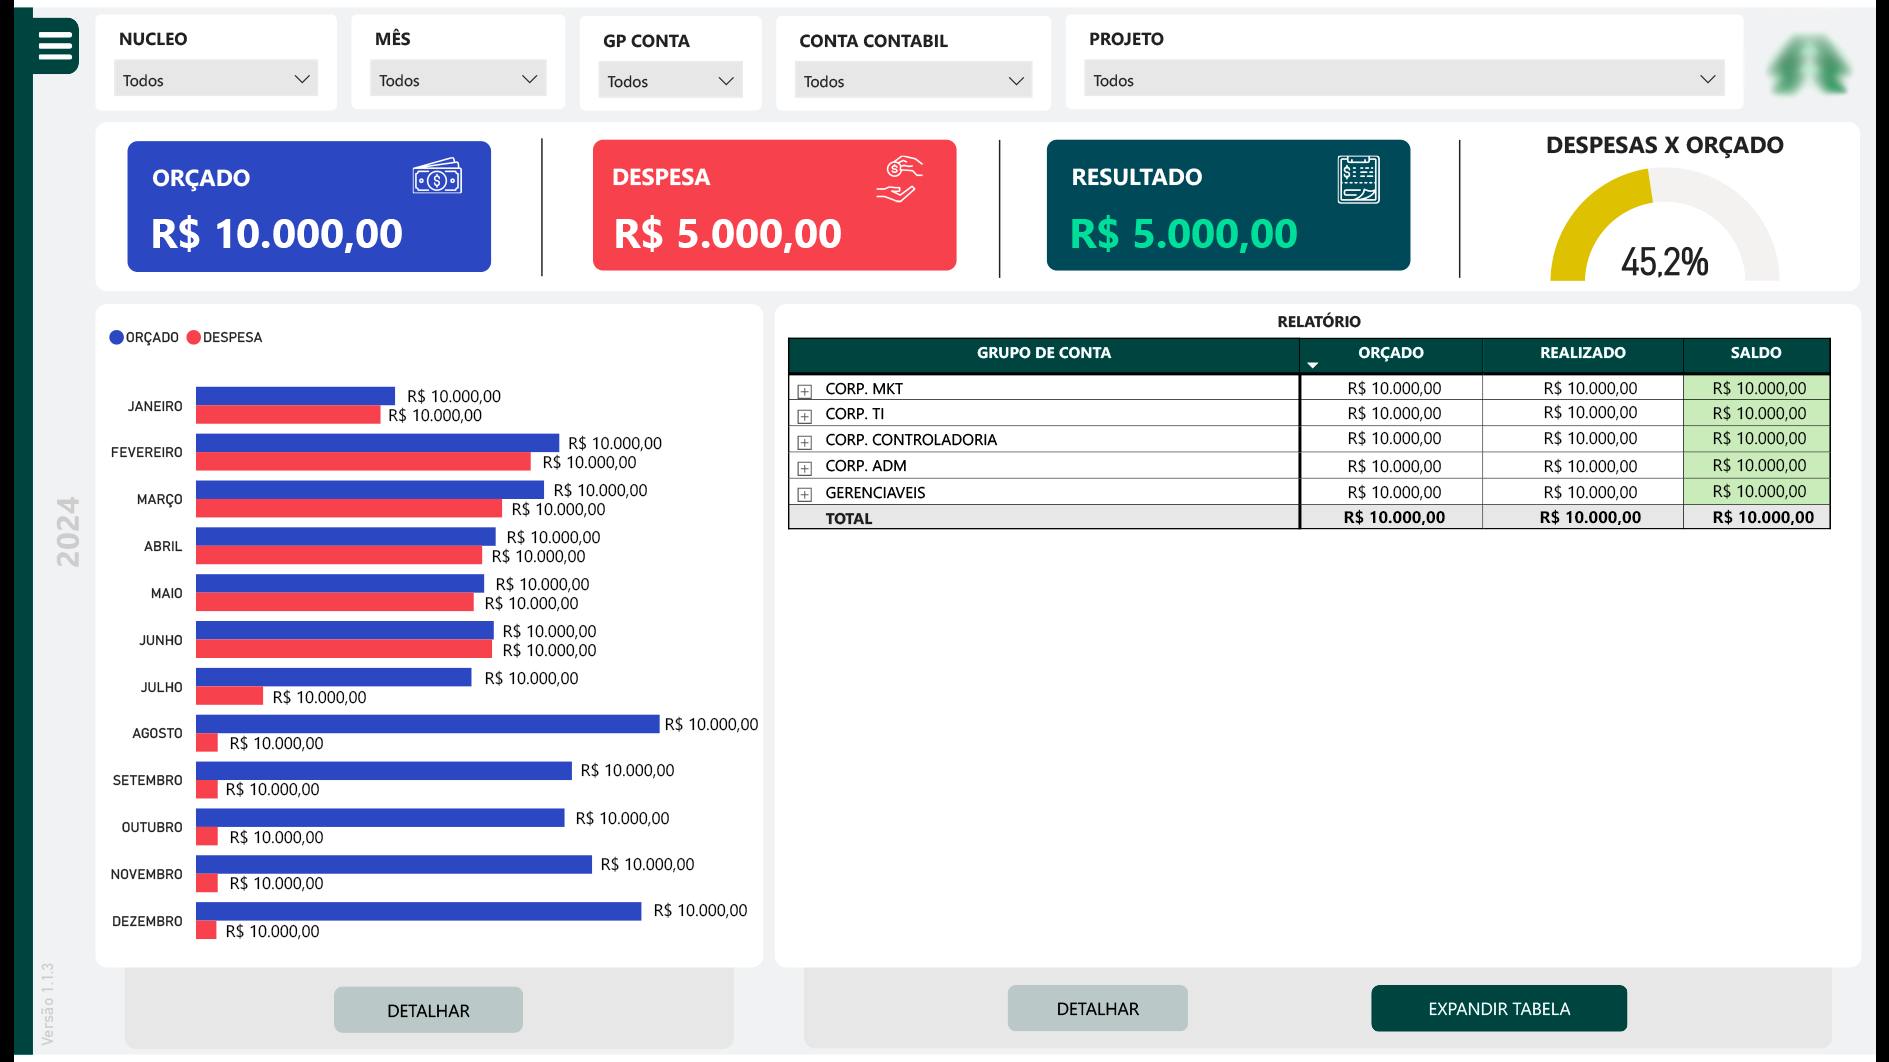 NUCLEO
Todos
MÊS
Todos
GP CONTA
Todos
CONTA CONTABIL
Todos
PROJETO
Todos
ORÇADO
R$ 10.000,00
DESPESA
R$ 5.000,00
RESULTADO
R$ 5.000,00
DESPESAS X ORÇADO
45,2%
2024
Versão 1.1.3
ORÇADO DESPESA
JANEIRO
R$ 10.000,00
R$ 10.000,00
FEVEREIRO
R$ 10.000,00
R$ 10.000,00
MARÇO
R$ 10.000,00
R$ 10.000,00
ABRIL
R$ 10.000,00
R$ 10.000,00
MAIO
R$ 10.000,00
R$ 10.000,00
JUNHO
R$ 10.000,00
R$ 10.000,00
JULHO
R$ 10.000,00
R$ 10.000,00
AGOSTO
R$ 10.000,00
R$ 10.000,00
SETEMBRO
R$ 10.000,00
R$ 10.000,00
OUTUBRO
R$ 10.000,00
R$ 10.000,00
NOVEMBRO
R$ 10.000,00
R$ 10.000,00
DEZEMBRO
R$ 10.000,00
R$ 10.000,00
DETALHAR
RELATÓRIO
GRUPO DE CONTA ORÇADO REALIZADO SALDO
CORP. MKT R$ 10.000,00 R$ 10.000,00 R$ 10.000,00
CORP. TI R$ 10.000,00 R$ 10.000,00 R$ 10.000,00
CORP. CONTROLADORIA R$ 10.000,00 R$ 10.000,00 R$ 10.000,00
CORP. ADM R$ 10.000,00 R$ 10.000,00 R$ 10.000,00
GERENCIAVEIS R$ 10.000,00 R$ 10.000,00 R$ 10.000,00
TOTAL R$ 10.000,00 R$ 10.000,00 R$ 10.000,00
DETALHAR
EXPANDIR TABELA